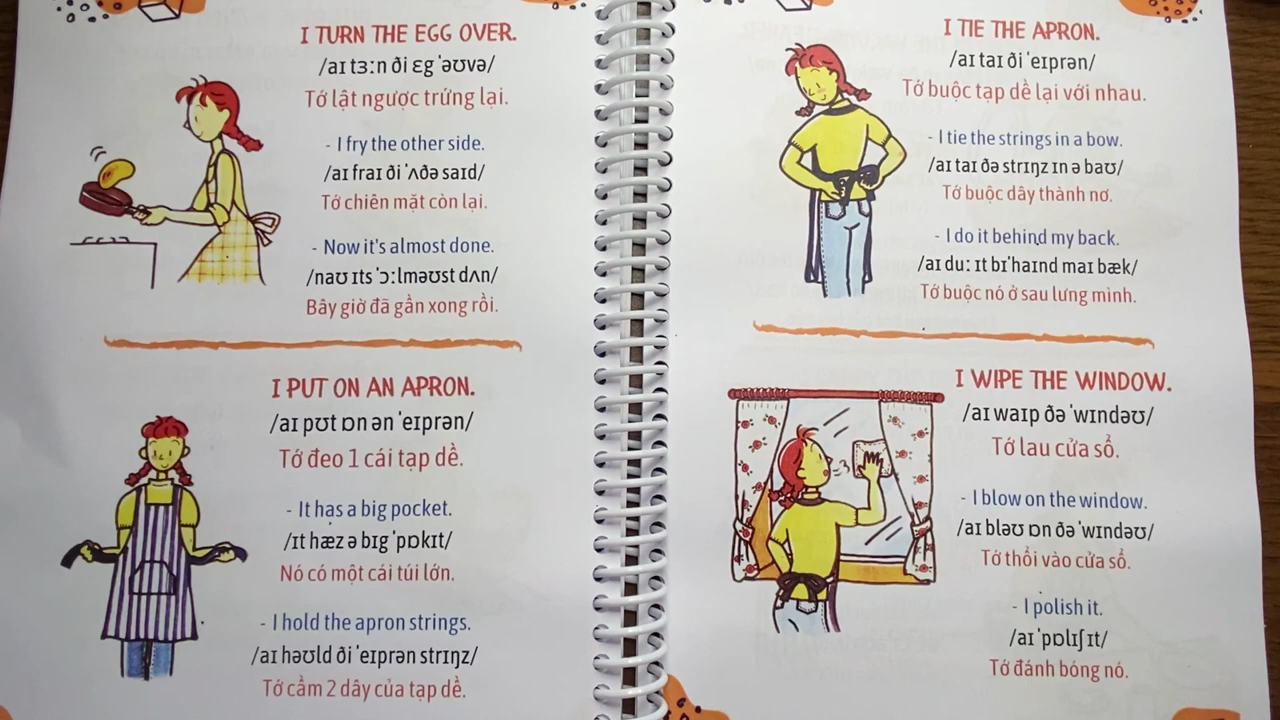 I TURN THE EGG OVER.
/aɪ tɜːn ði ɛg ˈəʊvə/
Tớ lật ngược trứng lại.
- I fry the other side.
/aɪ fraɪ ði ˈʌðə saɪd/
Tớ chiên mặt còn lại.
- Now it's almost done.
/naʊ ɪts ˈɔːlməʊst dʌn/
Bây giờ đã gần xong rồi.
I PUT ON AN APRON.
/aɪ pʊt ɒn ən ˈeɪprən/
Tớ đeo 1 cái tạp dề.
- It has a big pocket.
/ɪt hæz ə bɪg ˈpɒkɪt/
Nó có một cái túi lớn.
- I hold the apron strings.
/aɪ həʊld ði ˈeɪprən strɪŋz/
Tớ cầm 2 dây của tạp dề.
I TIE THE APRON.
/aɪ taɪ ði ˈeɪprən/
Tớ buộc tạp dề lại với nhau.
- I tie the strings in a bow.
/aɪ taɪ ðə strɪŋz ɪn ə baʊ/
Tớ buộc dây thành nơ.
- I do it behind my back.
/aɪ duː ɪt bɪˈhaɪnd maɪ bæk/
Tớ buộc nó ở sau lưng mình.
I WIPE THE WINDOW.
/aɪ waɪp ðə ˈwɪndəʊ/
Tớ lau cửa sổ.
- I blow on the window.
/aɪ bləʊ ɒn ðə ˈwɪndəʊ/
Tớ thổi vào cửa sổ.
- I polish it.
/aɪ ˈpɒlɪʃ ɪt/
Tớ đánh bóng nó.